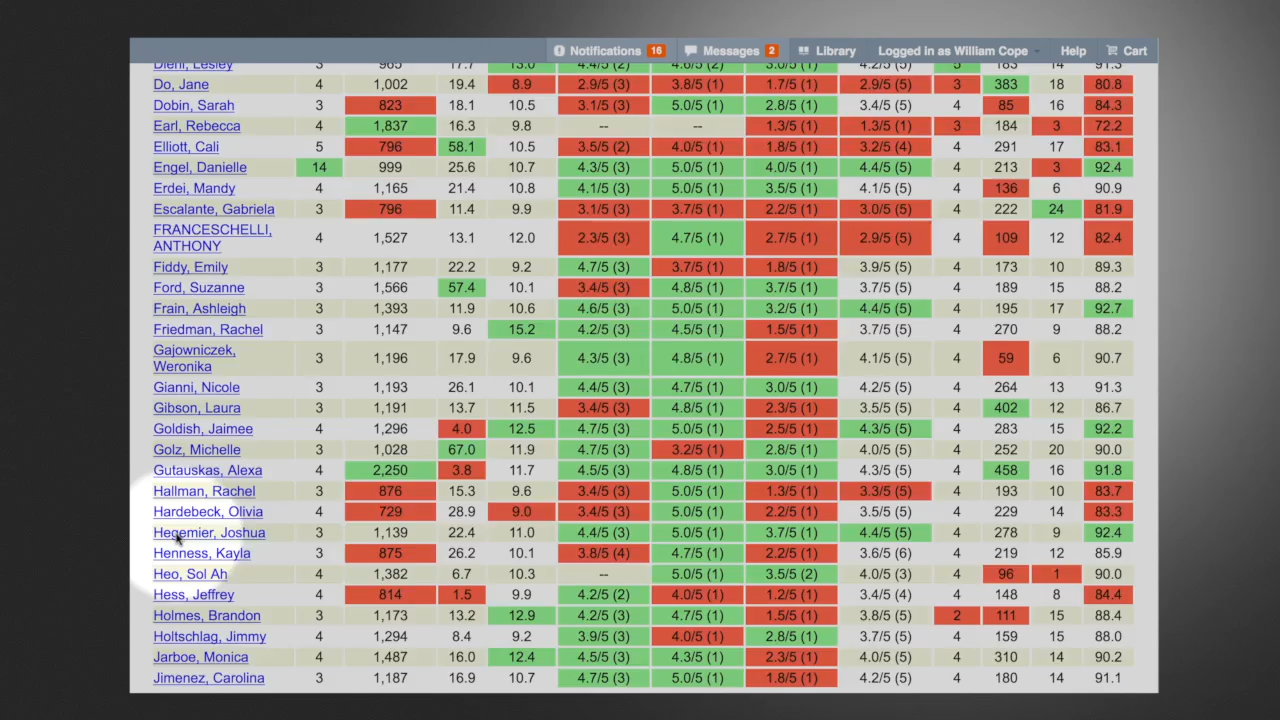 Notifications 16 Messages 2 Library Logged in as William Cope Help Cart
Diehl, Lesley 3 965 17.7 13.0 4.4/5 (2) 4.6/5 (2) 3.0/5 (1) 4.2/5 (5) 5 183 14 91.3
Do, Jane 4 1,002 19.4 8.9 2.9/5 (3) 3.8/5 (1) 1.7/5 (1) 2.9/5 (5) 3 383 18 80.8
Dobin, Sarah 3 823 18.1 10.5 3.1/5 (3) 5.0/5 (1) 2.8/5 (1) 3.4/5 (5) 4 85 16 84.3
Earl, Rebecca 4 1,837 16.3 9.8 -- -- 1.3/5 (1) 1.3/5 (1) 3 184 3 72.2
Elliott, Cali 5 796 58.1 10.5 3.5/5 (2) 4.0/5 (1) 1.8/5 (1) 3.2/5 (4) 4 291 17 83.1
Engel, Danielle 14 999 25.6 10.7 4.3/5 (3) 5.0/5 (1) 4.0/5 (1) 4.4/5 (5) 4 213 3 92.4
Erdei, Mandy 4 1,165 21.4 10.8 4.1/5 (3) 5.0/5 (1) 3.5/5 (1) 4.1/5 (5) 4 136 6 90.9
Escalante, Gabriela 3 796 11.4 9.9 3.1/5 (3) 3.7/5 (1) 2.2/5 (1) 3.0/5 (5) 4 222 24 81.9
FRANCESCHELLI,
ANTHONY 4 1,527 13.1 12.0 2.3/5 (3) 4.7/5 (1) 2.7/5 (1) 2.9/5 (5) 4 109 12 82.4
Fiddy, Emily 3 1,177 22.2 9.2 4.7/5 (3) 3.7/5 (1) 1.8/5 (1) 3.9/5 (5) 4 173 10 89.3
Ford, Suzanne 3 1,566 57.4 10.1 3.4/5 (3) 4.8/5 (1) 3.7/5 (1) 3.7/5 (5) 4 189 15 88.2
Frain, Ashleigh 3 1,393 11.9 10.6 4.6/5 (3) 5.0/5 (1) 3.2/5 (1) 4.4/5 (5) 4 195 17 92.7
Friedman, Rachel 3 1,147 9.6 15.2 4.2/5 (3) 4.5/5 (1) 1.5/5 (1) 3.7/5 (5) 4 270 9 88.2
Gajowniczek,
Weronika 3 1,196 17.9 9.6 4.3/5 (3) 4.8/5 (1) 2.7/5 (1) 4.1/5 (5) 4 59 6 90.7
Gianni, Nicole 3 1,193 26.1 10.1 4.4/5 (3) 4.7/5 (1) 3.0/5 (1) 4.2/5 (5) 4 264 13 91.3
Gibson, Laura 3 1,191 13.7 11.5 3.4/5 (3) 4.8/5 (1) 2.3/5 (1) 3.5/5 (5) 4 402 12 86.7
Goldish, Jaimee 4 1,296 4.0 12.5 4.7/5 (3) 5.0/5 (1) 2.5/5 (1) 4.3/5 (5) 4 283 15 92.2
Golz, Michelle 3 1,028 67.0 11.9 4.7/5 (3) 3.2/5 (1) 2.8/5 (1) 4.0/5 (5) 4 252 20 90.0
Gutauskas, Alexa 4 2,250 3.8 11.7 4.5/5 (3) 4.8/5 (1) 3.0/5 (1) 4.3/5 (5) 4 458 16 91.8
Hallman, Rachel 3 876 15.3 9.6 3.4/5 (3) 5.0/5 (1) 1.3/5 (1) 3.3/5 (5) 4 193 10 83.7
Hardebeck, Olivia 4 729 28.9 9.0 3.4/5 (3) 5.0/5 (1) 2.2/5 (1) 3.5/5 (5) 4 229 14 83.3
Hegemier, Joshua 3 1,139 22.4 11.0 4.4/5 (3) 5.0/5 (1) 3.7/5 (1) 4.4/5 (5) 4 278 9 92.4
Henness, Kayla 3 875 26.2 10.1 3.8/5 (4) 4.7/5 (1) 2.2/5 (1) 3.6/5 (6) 4 219 12 85.9
Heo, Sol Ah 4 1,382 6.7 10.3 -- 5.0/5 (1) 3.5/5 (2) 4.0/5 (3) 4 96 1 90.0
Hess, Jeffrey 4 814 1.5 9.9 4.2/5 (2) 4.0/5 (1) 1.2/5 (1) 3.4/5 (4) 4 148 8 84.4
Holmes, Brandon 3 1,173 13.2 12.9 4.2/5 (3) 4.7/5 (1) 1.5/5 (1) 3.8/5 (5) 2 111 15 88.4
Holtschlag, Jimmy 4 1,294 8.4 9.2 3.9/5 (3) 4.0/5 (1) 2.8/5 (1) 3.7/5 (5) 4 159 15 88.0
Jarboe, Monica 4 1,487 16.0 12.4 4.5/5 (3) 4.3/5 (1) 2.3/5 (1) 4.0/5 (5) 4 310 14 90.2
Jimenez, Carolina 3 1,187 16.9 10.7 4.7/5 (3) 5.0/5 (1) 1.8/5 (1) 4.2/5 (5) 4 180 14 91.1